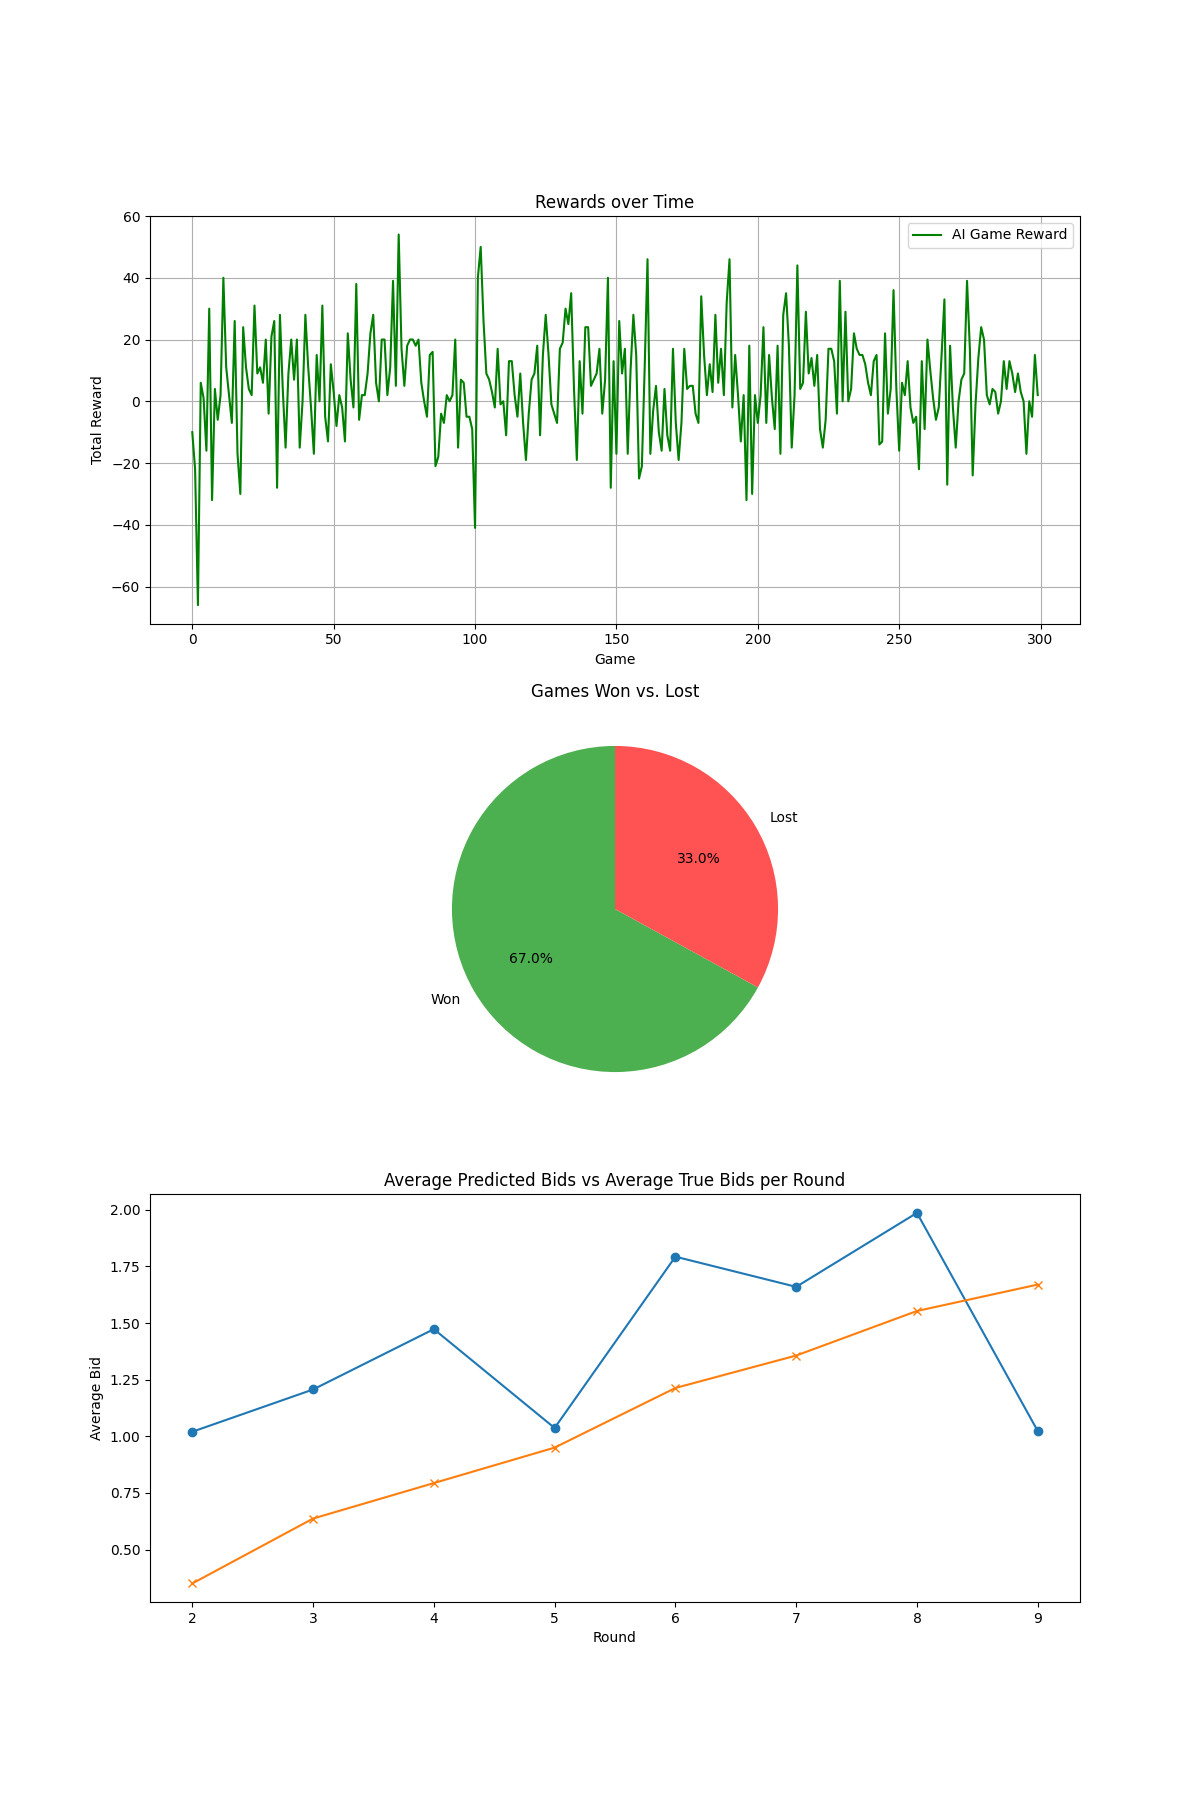 Rewards over Time
60
40
20
0
−20
−40
−60
Total Reward
AI Game Reward
0 50 100 150 200 250 300
Game
Games Won vs. Lost
Lost
33.0%
67.0%
Won
Average Predicted Bids vs Average True Bids per Round
2.00
1.75
1.50
1.25
1.00
0.75
0.50
Average Bid
2 3 4 5 6 7 8 9
Round